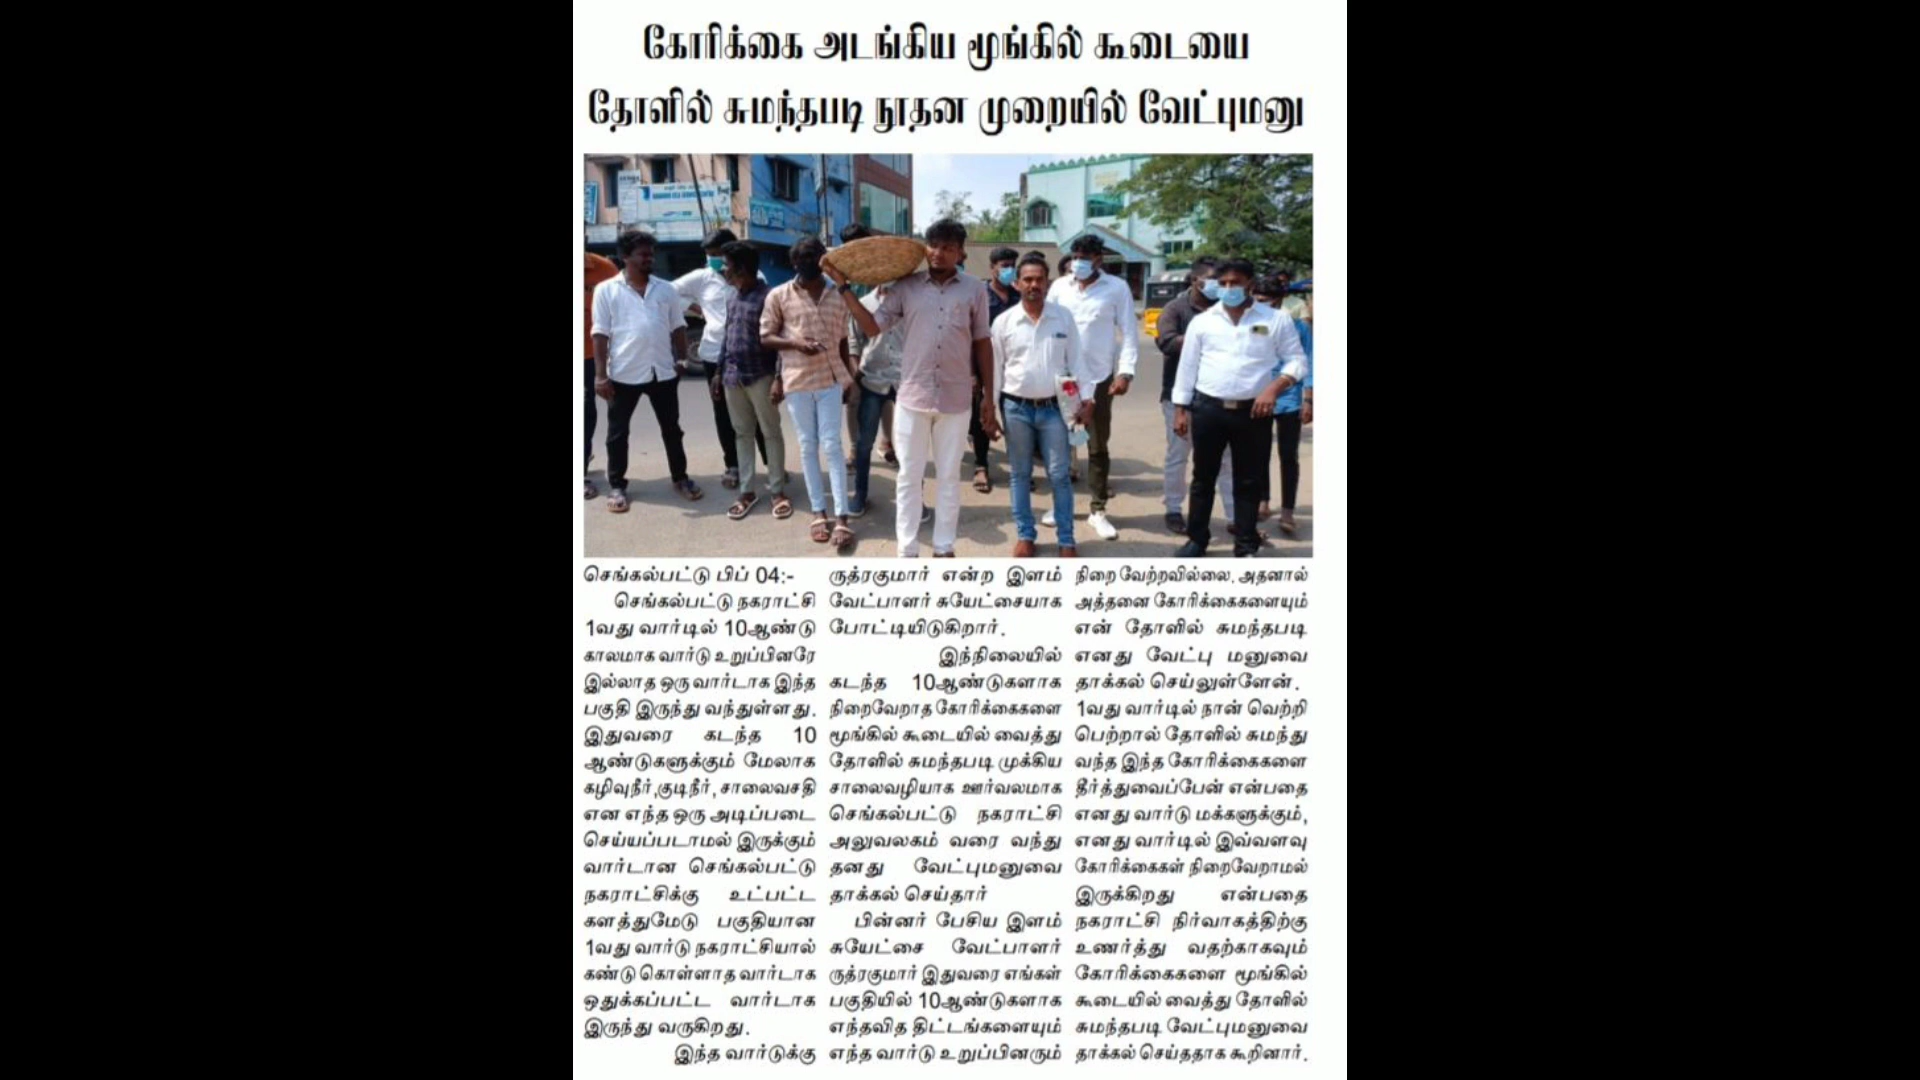 கோரிக்கை அடங்கிய மூங்கில் கூடையை
தோளில் சுமந்தபடி நூதன முறையில் வேட்புமனு
செங்கல்பட்டு பிப் 04:-
செங்கல்பட்டு நகராட்சி
1வது வார்டில் 10ஆண்டு
காலமாக வார்டு உறுப்பினரே
இல்லாத ஒரு வார்டாக இந்த
பகுதி இருந்து வந்துள்ளது.
இதுவரை கடந்த 10
ஆண்டுகளுக்கும் மேலாக
கழிவுநீர்,குடிநீர், சாலைவசதி
என எந்த ஒரு அடிப்படை
செய்யப்படாமல் இருக்கும்
வார்டான செங்கல்பட்டு
நகராட்சிக்கு உட்பட்ட
களத்துமேடு பகுதியான
1வது வார்டு நகராட்சியால்
கண்டு கொள்ளாத வார்டாக
ஒதுக்கப்பட்ட வார்டாக
இருந்து வருகிறது.
இந்த வார்டுக்கு
ருத்ரகுமார் என்ற இளம்
வேட்பாளர் சுயேட்சையாக
போட்டியிடுகிறார்.
இந்நிலையில்
கடந்த 10ஆண்டுகளாக
நிறைவேறாத கோரிக்கைகளை
மூங்கில் கூடையில் வைத்து
தோளில் சுமந்தபடி முக்கிய
சாலைவழியாக ஊர்வலமாக
செங்கல்பட்டு நகராட்சி
அலுவலகம் வரை வந்து
தனது வேட்புமனுவை
தாக்கல் செய்தார்
பின்னர் பேசிய இளம்
சுயேட்சை வேட்பாளர்
ருத்ரகுமார் இதுவரை எங்கள்
பகுதியில் 10ஆண்டுகளாக
எந்தவித திட்டங்களையும்
எந்த வார்டு உறுப்பினரும்
நிறை வேற்றவில்லை. அதனால்
அத்தனை கோரிக்கைகளையும்
என் தோளில் சுமந்தபடி
எனது வேட்பு மனுவை
தாக்கல் செய்லுள்ளேன்.
1வது வார்டில் நான் வெற்றி
பெற்றால் தோளில் சுமந்து
வந்த இந்த கோரிக்கைகளை
தீர்த்துவைப்பேன் என்பதை
எனது வார்டு மக்களுக்கும்,
எனது வார்டில் இவ்வளவு
கோரிக்கைகள் நிறைவேறாமல்
இருக்கிறது என்பதை
நகராட்சி நிர்வாகத்திற்கு
உணர்த்து வதற்காகவும்
கோரிக்கைகளை மூங்கில்
கூடையில் வைத்து தோளில்
சுமந்தபடி வேட்புமனுவை
தாக்கல் செய்ததாக கூறினார்.